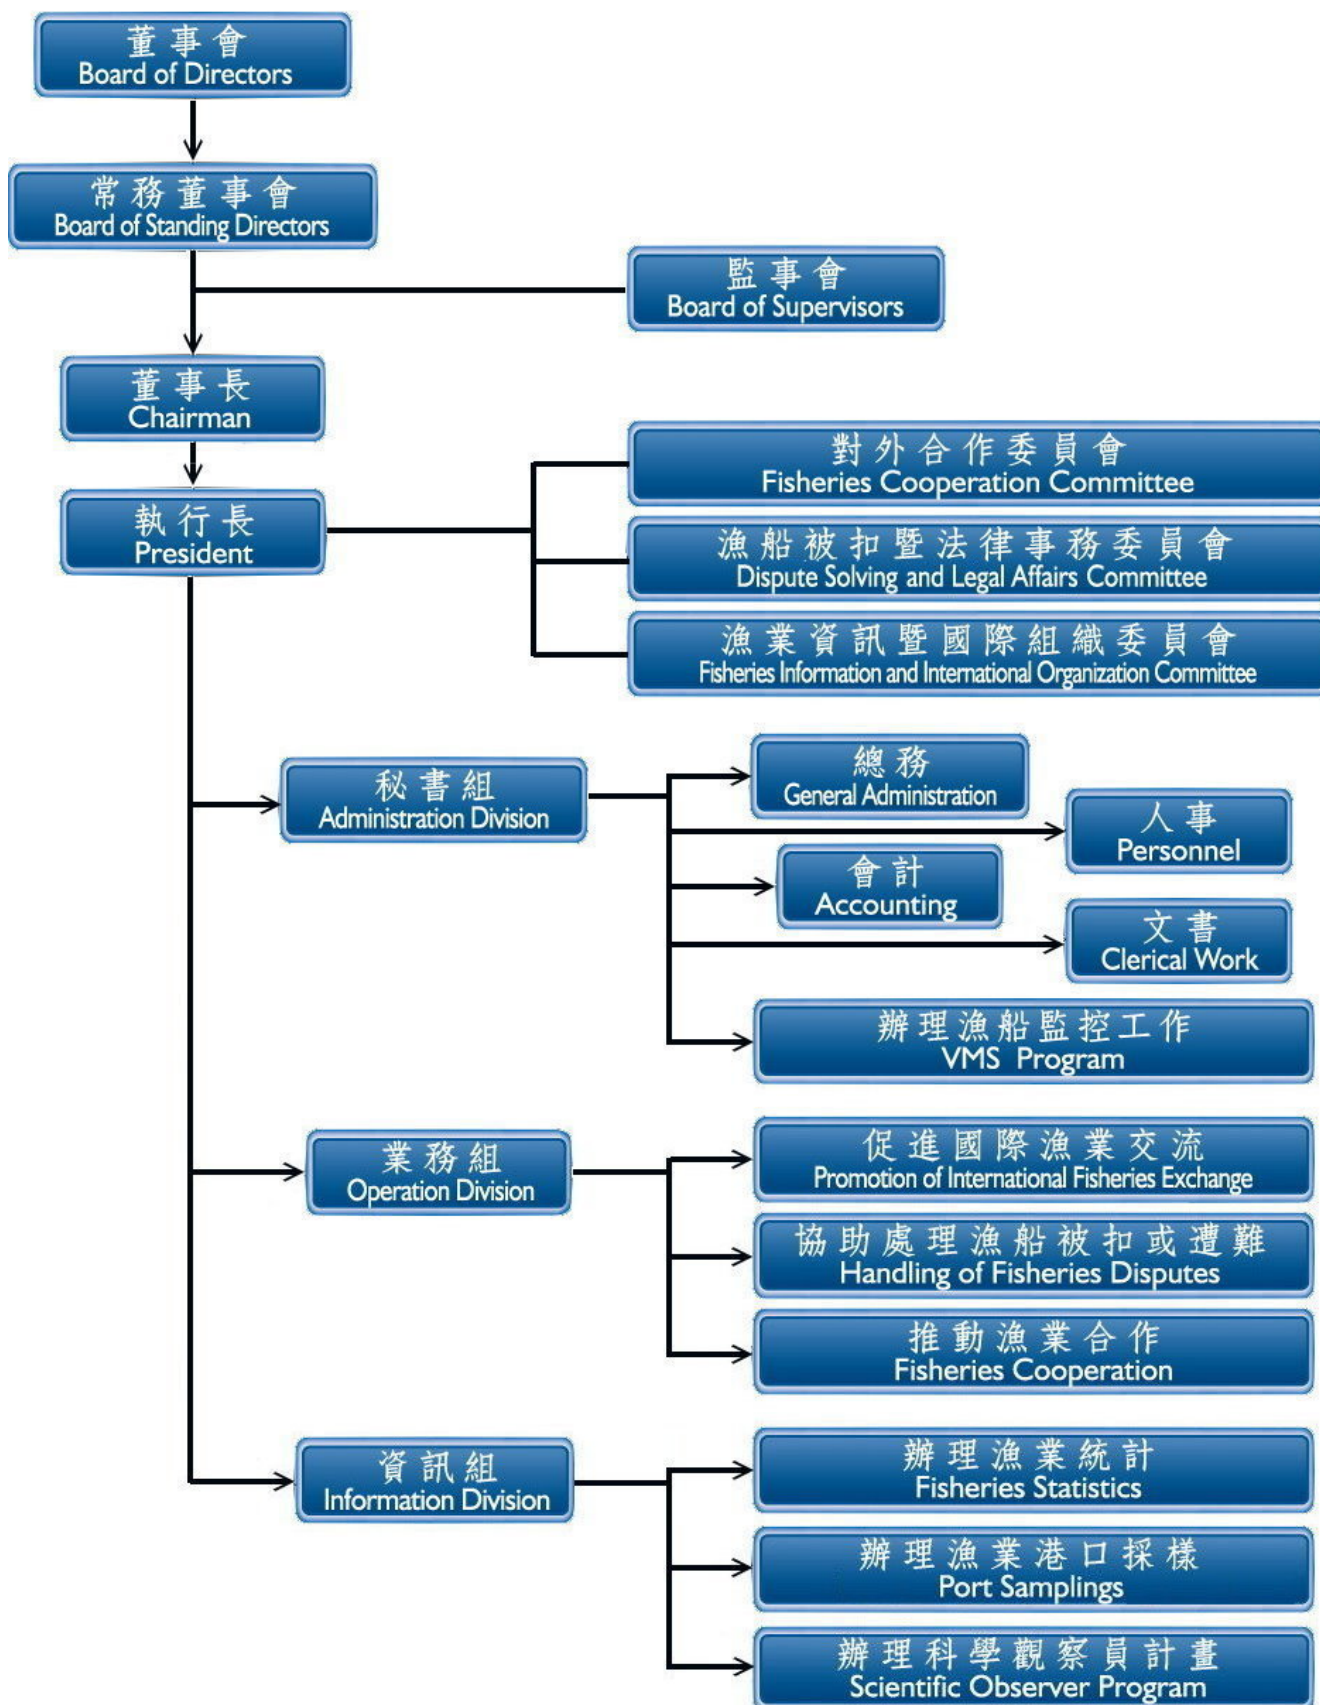 董事會
Board of Directors
常務董事會
Board of Standing Directors
監事會
Board of Supervisors
董事長
Chairman
執行長
President
對外合作委員會
Fisheries Cooperation Committee
漁船被扣暨法律事務委員會
Dispute Solving and Legal Affairs Committee
漁業資訊暨國際組織委員會
Fisheries Information and International Organization Committee
秘書組
Administration Division
總務
General Administration
人事
Personnel
會計
Accounting
文書
Clerical Work
辦理漁船監控工作
VMS Program
業務組
Operation Division
促進國際漁業交流
Promotion of International Fisheries Exchange
協助處理漁船被扣或遭難
Handling of Fisheries Disputes
推動漁業合作
Fisheries Cooperation
資訊組
Information Division
辦理漁業統計
Fisheries Statistics
辦理漁業港口採樣
Port Samplings
辦理科學觀察員計畫
Scientific Observer Program